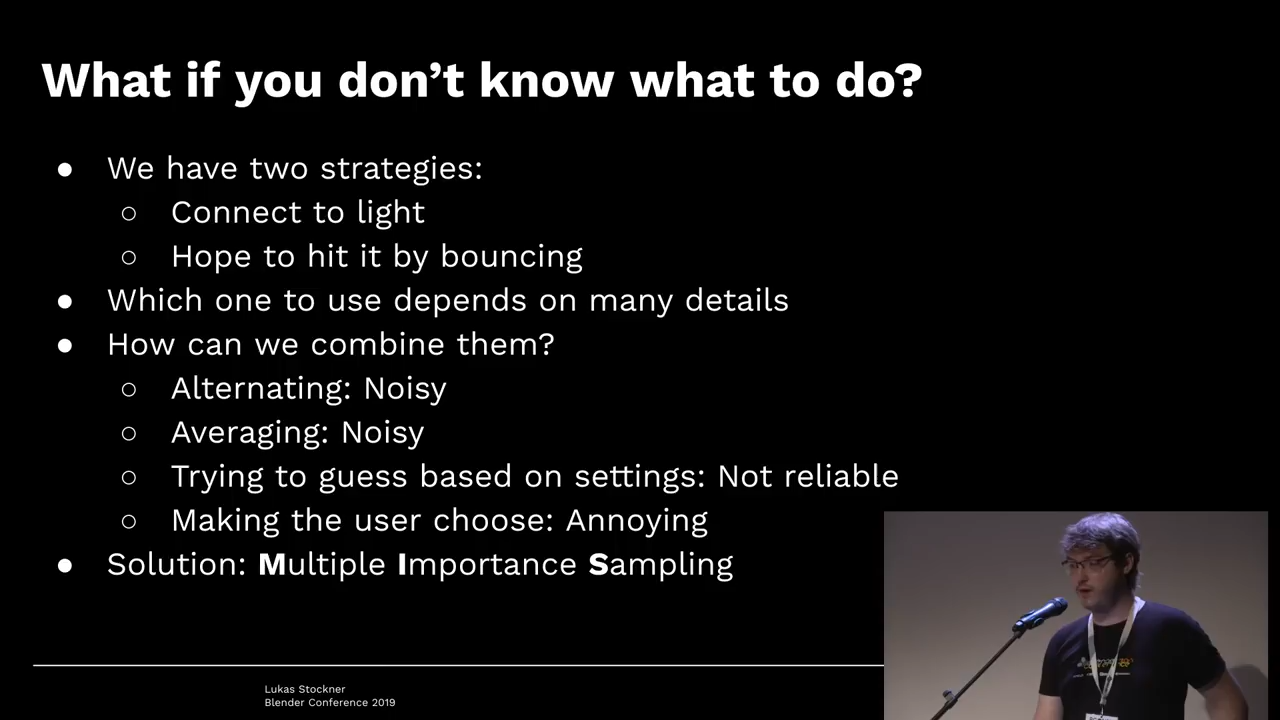 What if you don’t know what to do?
● We have two strategies:
○ Connect to light
○ Hope to hit it by bouncing
● Which one to use depends on many details
● How can we combine them?
○ Alternating: Noisy
○ Averaging: Noisy
○ Trying to guess based on settings: Not reliable
○ Making the user choose: Annoying
● Solution: Multiple Importance Sampling
Lukas Stockner
Blender Conference 2019